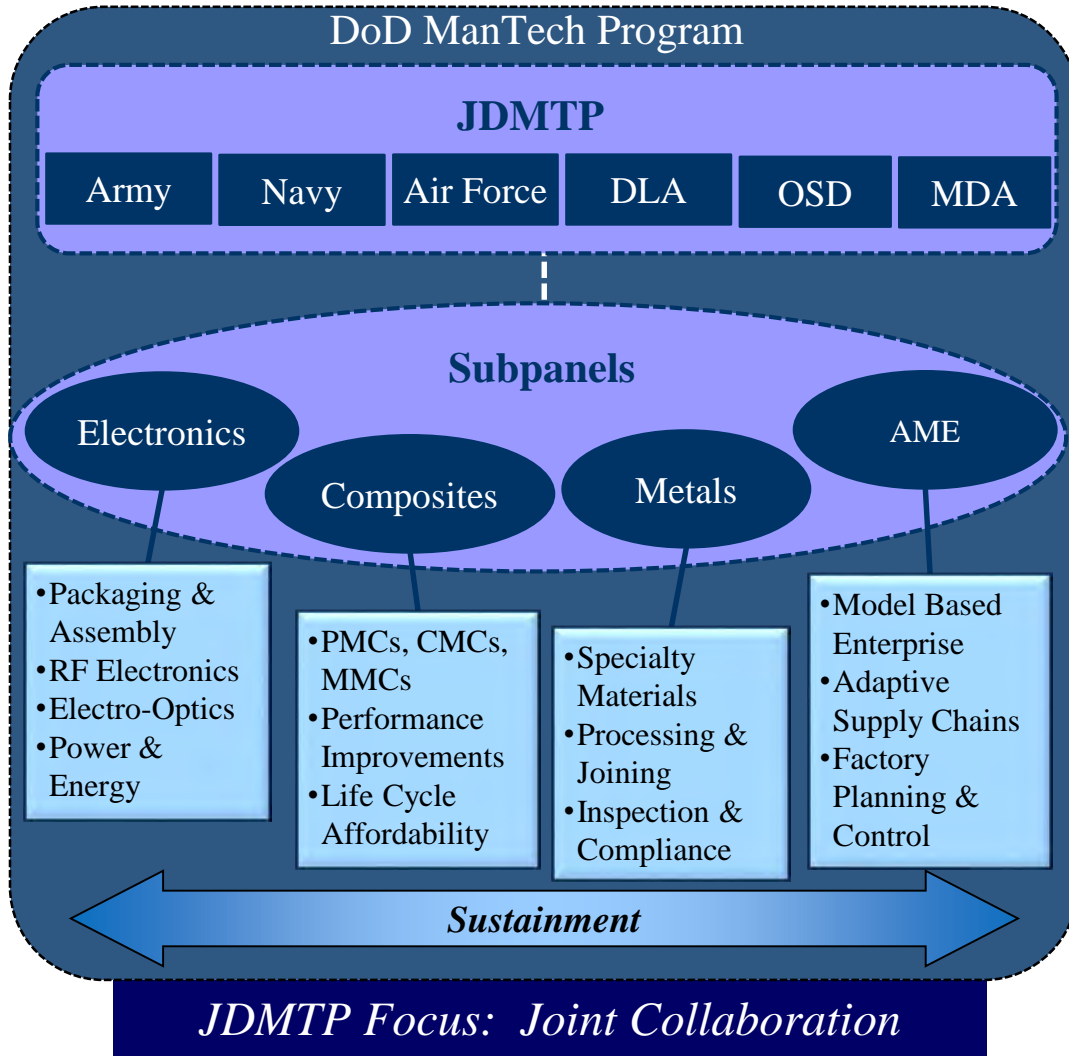 DoD ManTech Program
JDMTP
Army
Navy
Air Force
DLA
OSD
MDA
Subpanels
Electronics
Composites
Metals
AME
•Packaging &
Assembly
•RF Electronics
•Electro-Optics
•Power &
Energy
•PMCs, CMCs,
MMCs
•Performance
Improvements
•Life Cycle
Affordability
•Specialty
Materials
•Processing &
Joining
•Inspection &
Compliance
•Model Based
Enterprise
•Adaptive
Supply Chains
•Factory
Planning &
Control
Sustainment
JDMTP Focus: Joint Collaboration